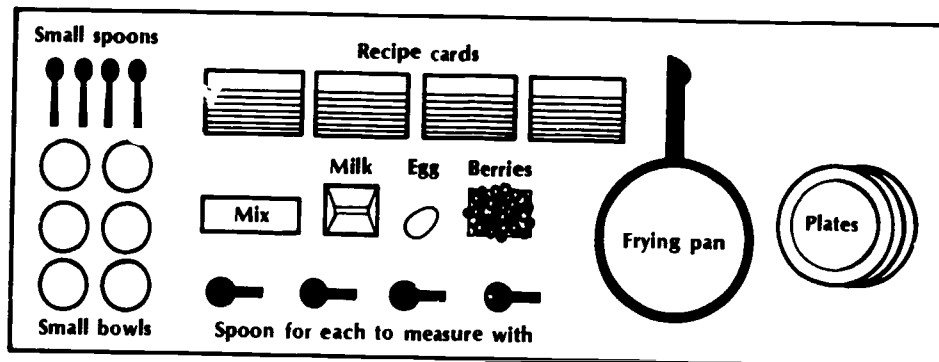 Small spoons
Recipe cards
Milk
Egg
Berries
Mix
Frying pan
Plates
Small bowls
Spoon for each to measure with